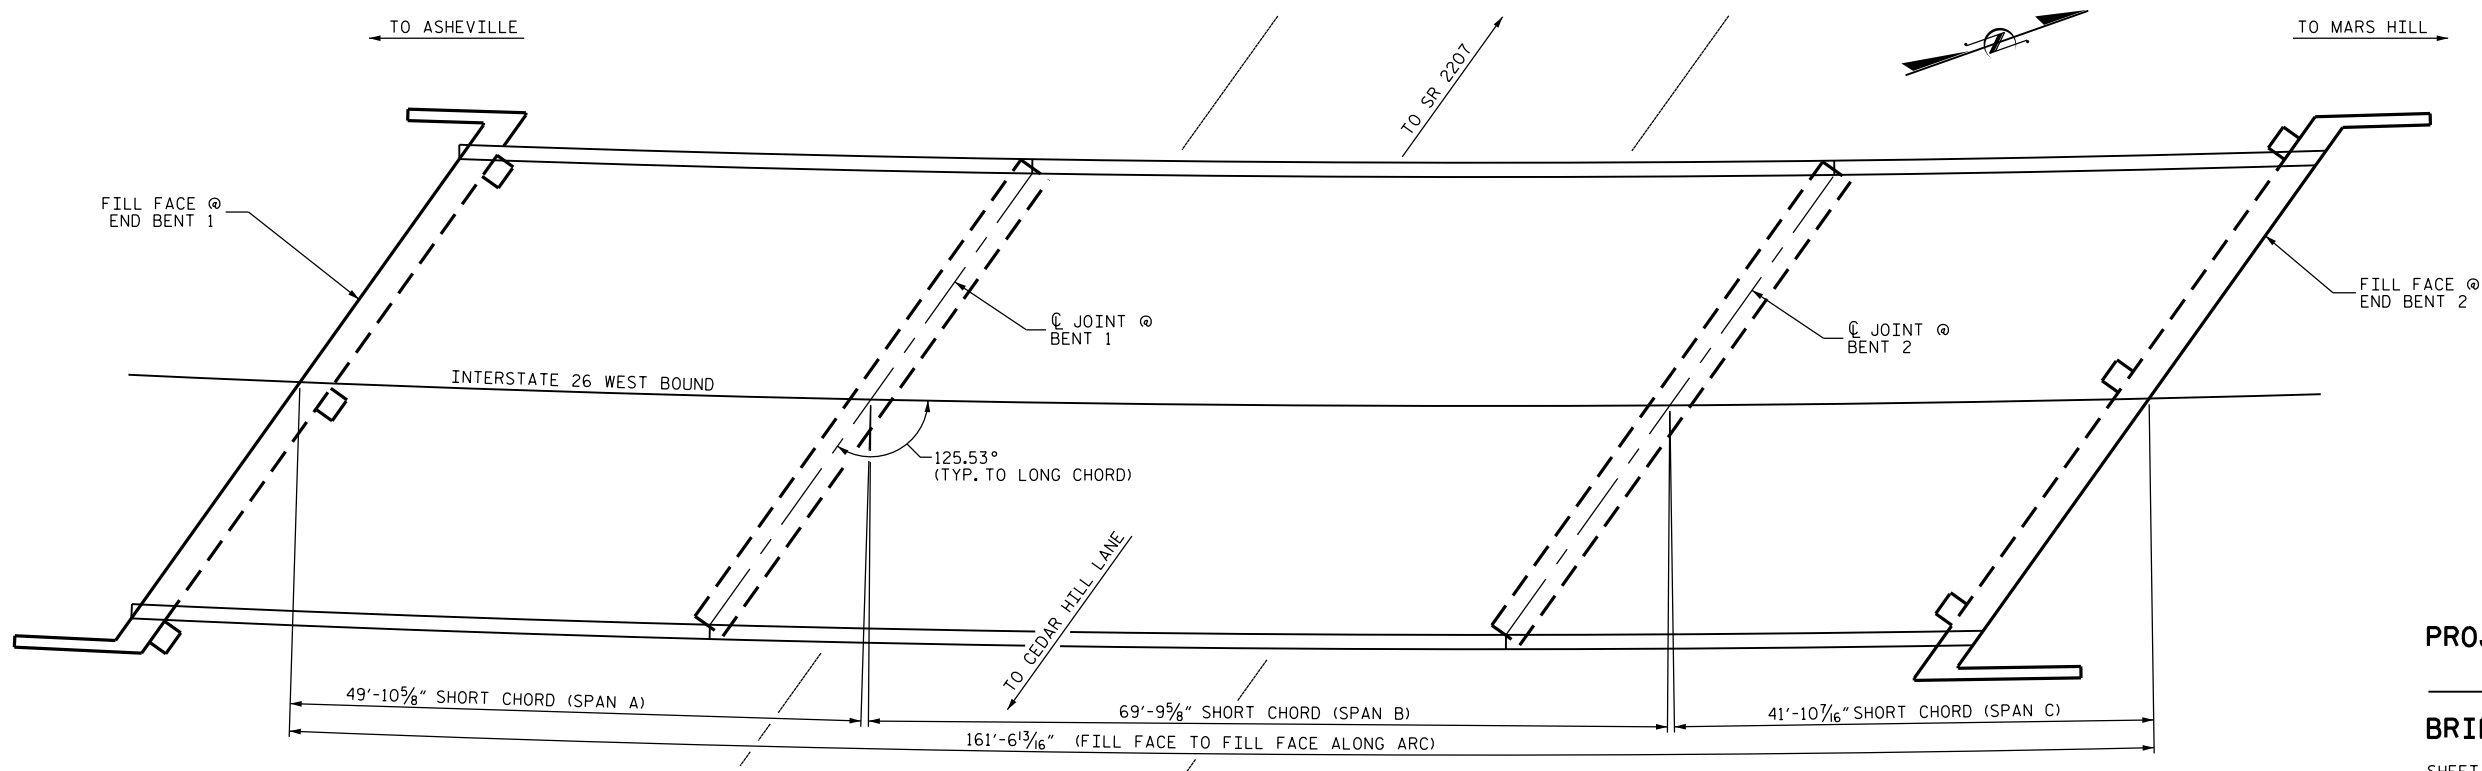 TO ASHEVILLE
TO MARS HILL
TO SR 2207
FILL FACE @
END BENT 1
℄ JOINT @
BENT 1
℄ JOINT @
BENT 2
FILL FACE @
END BENT 2
INTERSTATE 26 WEST BOUND
125.53°
(TYP. TO LONG CHORD)
TO CEDAR HILL LANE
49'-10⅝" SHORT CHORD (SPAN A)
69'-9⅝" SHORT CHORD (SPAN B)
41'-10⁷⁄₁₆" SHORT CHORD (SPAN C)
161'-6¹³⁄₁₆" (FILL FACE TO FILL FACE ALONG ARC)